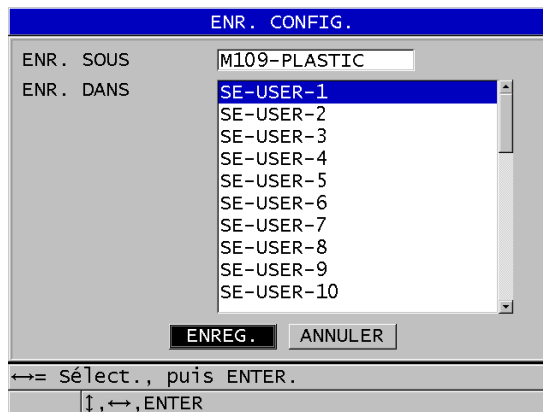 ENR. CONFIG.
ENR. SOUS M109-PLASTIC
ENR. DANS SE-USER-1
SE-USER-2
SE-USER-3
SE-USER-4
SE-USER-5
SE-USER-6
SE-USER-7
SE-USER-8
SE-USER-9
SE-USER-10
ENREG. ANNULER
↔= Sélect., puis ENTER.
↕,↔,ENTER